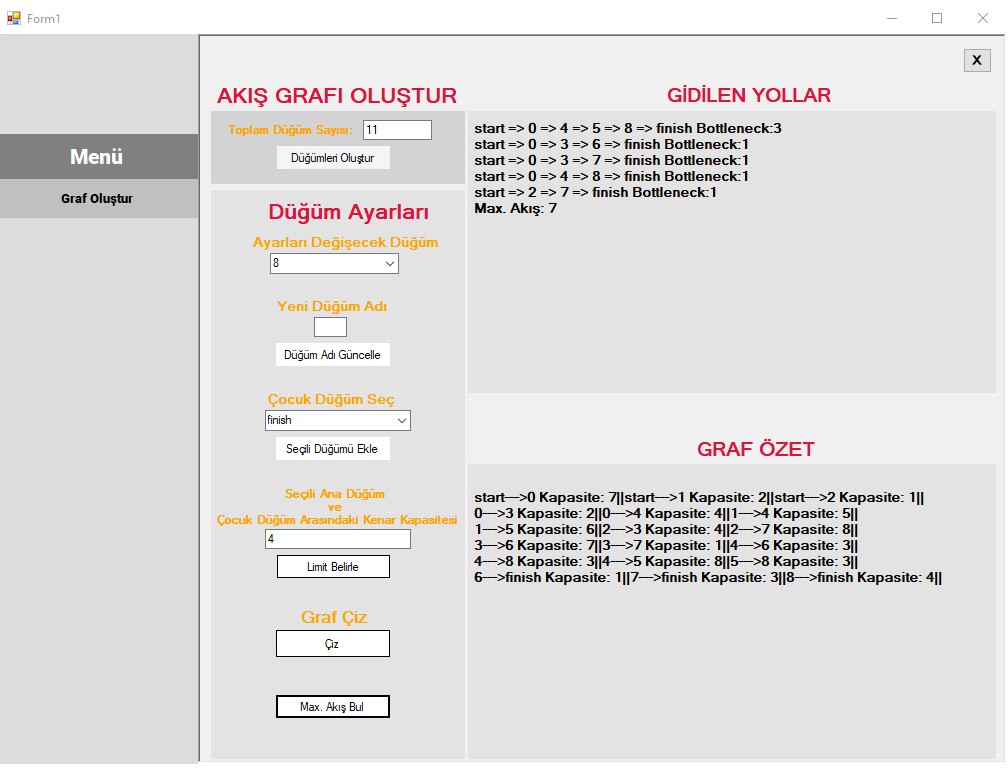 Form1
X
Menü
Graf Oluştur
AKIŞ GRAFI OLUŞTUR
Toplam Düğüm Sayısı: 11
Düğümleri Oluştur
Düğüm Ayarları
Ayarları Değişecek Düğüm
8
Yeni Düğüm Adı
Düğüm Adı Güncelle
Çocuk Düğüm Seç
finish
Seçili Düğümü Ekle
Seçili Ana Düğüm
ve
Çocuk Düğüm Arasındaki Kenar Kapasitesi
4
Limit Belirle
Graf Çiz
Çiz
Max. Akış Bul
GİDİLEN YOLLAR
start => 0 => 4 => 5 => 8 => finish Bottleneck:3
start => 0 => 3 => 6 => finish Bottleneck:1
start => 0 => 3 => 7 => finish Bottleneck:1
start => 0 => 4 => 8 => finish Bottleneck:1
start => 2 => 7 => finish Bottleneck:1
Max. Akış: 7
GRAF ÖZET
start--->0 Kapasite: 7||start--->1 Kapasite: 2||start--->2 Kapasite: 1||
0--->3 Kapasite: 2||0--->4 Kapasite: 4||1--->4 Kapasite: 5||
1--->5 Kapasite: 6||2--->3 Kapasite: 4||2--->7 Kapasite: 8||
3--->6 Kapasite: 7||3--->7 Kapasite: 1||4--->6 Kapasite: 3||
4--->8 Kapasite: 3||4--->5 Kapasite: 8||5--->8 Kapasite: 3||
6--->finish Kapasite: 1||7--->finish Kapasite: 3||8--->finish Kapasite: 4||